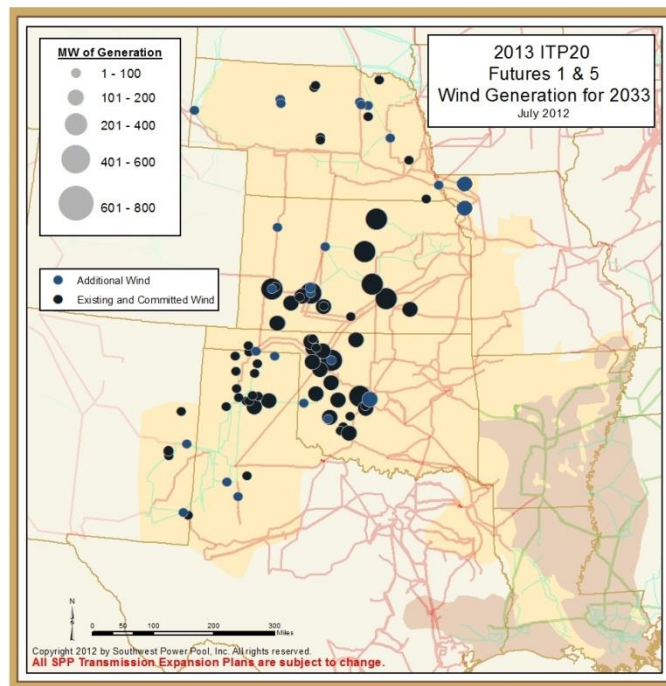 2013 ITP20
Futures 1 & 5
Wind Generation for 2033
July 2012
MW of Generation
1 - 100
101 - 200
201 - 400
401 - 600
601 - 800
Additional Wind
Existing and Committed Wind
N
0 50 100 200 300
Miles
Copyright 2012 by Southwest Power Pool, Inc. All rights reserved.
All SPP Transmission Expansion Plans are subject to change.